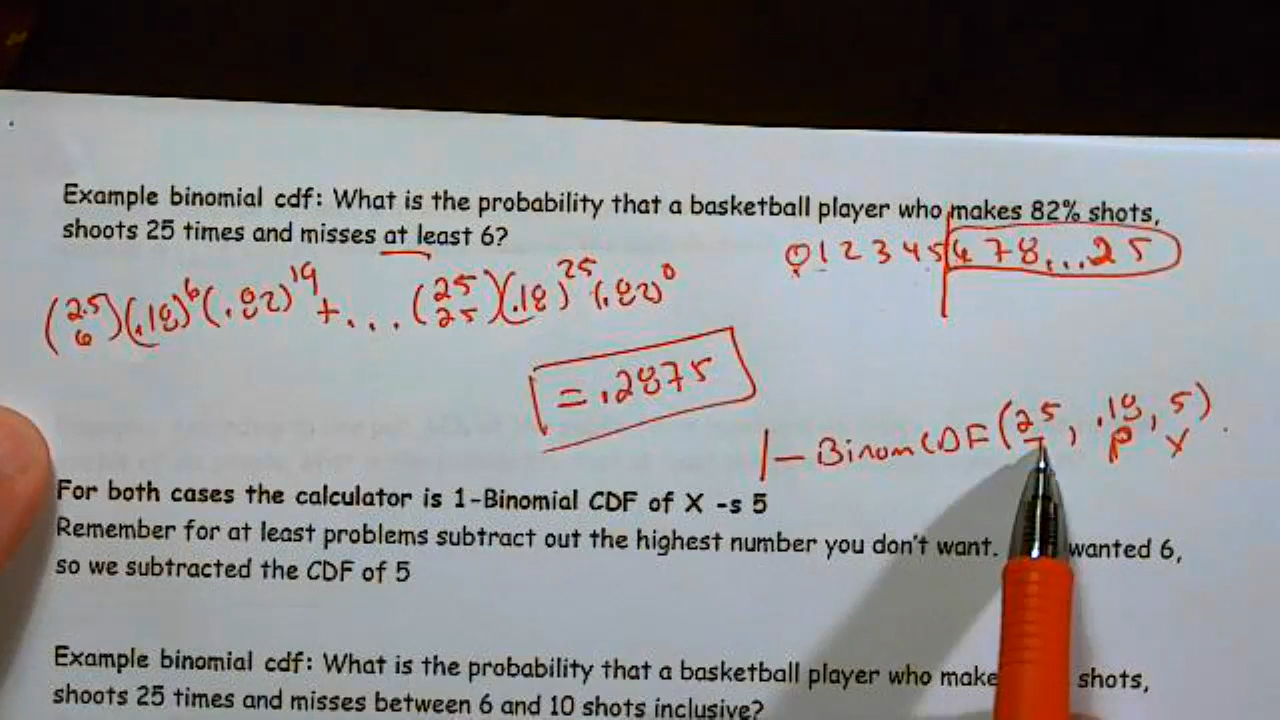 Example binomial cdf: What is the probability that a basketball player who makes 82% shots,
shoots 25 times and misses at least 6?
0 1 2 3 4 5 6 7 8 ... 25
(25 6)(.18)^6(.82)^19 + ... (25 25)(.18)^25(.82)^0
= .2875
1 - BinomCDF(25, .18, 5)
P X
For both cases the calculator is 1-Binomial CDF of X -s 5
Remember for at least problems subtract out the highest number you don't want. wanted 6,
so we subtracted the CDF of 5
Example binomial cdf: What is the probability that a basketball player who make shots,
shoots 25 times and misses between 6 and 10 shots inclusive?